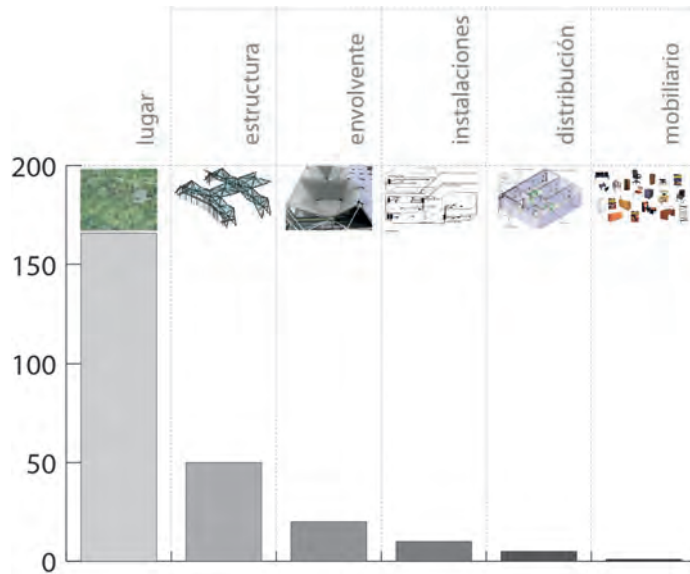 lugar
estructura
envolvente
instalaciones
distribución
mobiliario
200
150
100
50
0